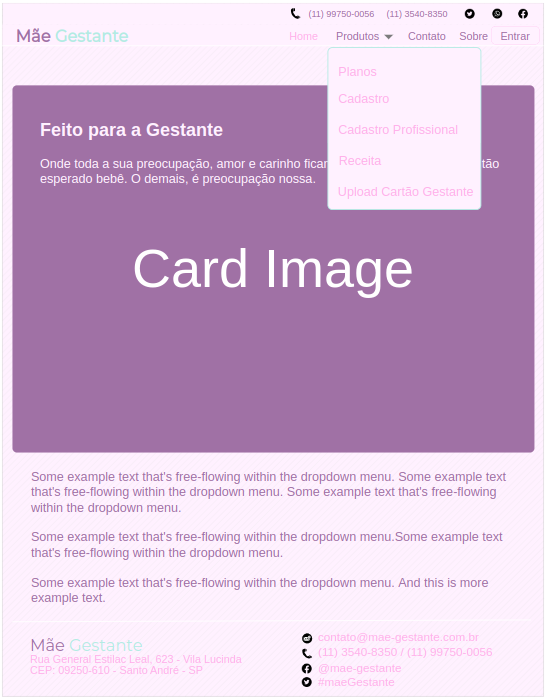 (11) 99750-0056 (11) 3540-8350
Mãe Gestante
Home Produtos Contato Sobre Entrar
Planos
Cadastro
Cadastro Profissional
Receita
Upload Cartão Gestante
Feito para a Gestante
Onde toda a sua preocupação, amor e carinho ficar tão
esperado bebê. O demais, é preocupação nossa.
Card Image
Some example text that's free-flowing within the dropdown menu. Some example text
that's free-flowing within the dropdown menu. Some example text that's free-flowing
within the dropdown menu.
Some example text that's free-flowing within the dropdown menu.Some example text
that's free-flowing within the dropdown menu.
Some example text that's free-flowing within the dropdown menu. And this is more
example text.
Mãe Gestante
Rua General Estilac Leal, 623 - Vila Lucinda
CEP: 09250-610 - Santo André - SP
contato@mae-gestante.com.br
(11) 3540-8350 / (11) 99750-0056
@mae-gestante
#maeGestante